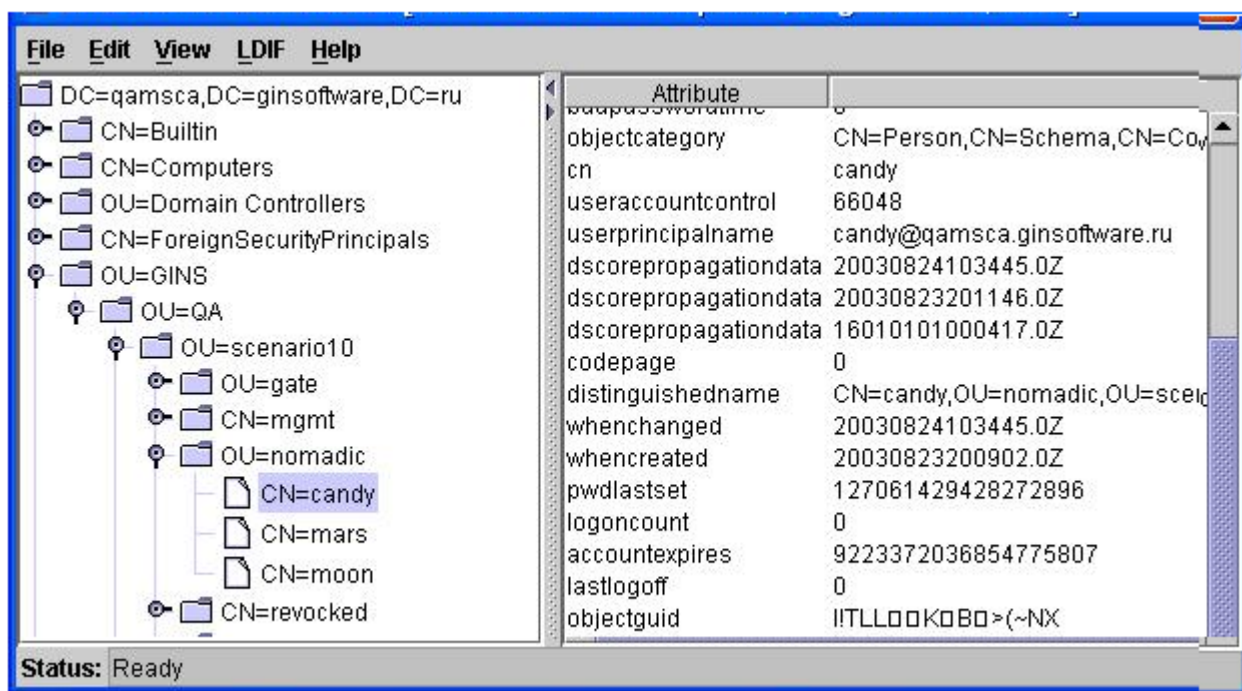 File Edit View LDIF Help
DC=qamsca,DC=ginsoftware,DC=ru
CN=Builtin
CN=Computers
OU=Domain Controllers
CN=ForeignSecurityPrincipals
OU=GINS
OU=QA
OU=scenario10
OU=gate
CN=mgmt
OU=nomadic
CN=candy
CN=mars
CN=moon
CN=revocked
Attribute
objectcategory CN=Person,CN=Schema,CN=Co
cn candy
useraccountcontrol 66048
userprincipalname candy@qamsca.ginsoftware.ru
dscorepropagationdata 20030824103445.0Z
dscorepropagationdata 20030823201146.0Z
dscorepropagationdata 16010101000417.0Z
codepage 0
distinguishedname CN=candy,OU=nomadic,OU=sce
whenchanged 20030824103445.0Z
whencreated 20030823200902.0Z
pwdlastset 127061429428272896
logoncount 0
accountexpires 9223372036854775807
lastlogoff 0
objectguid
Status: Ready